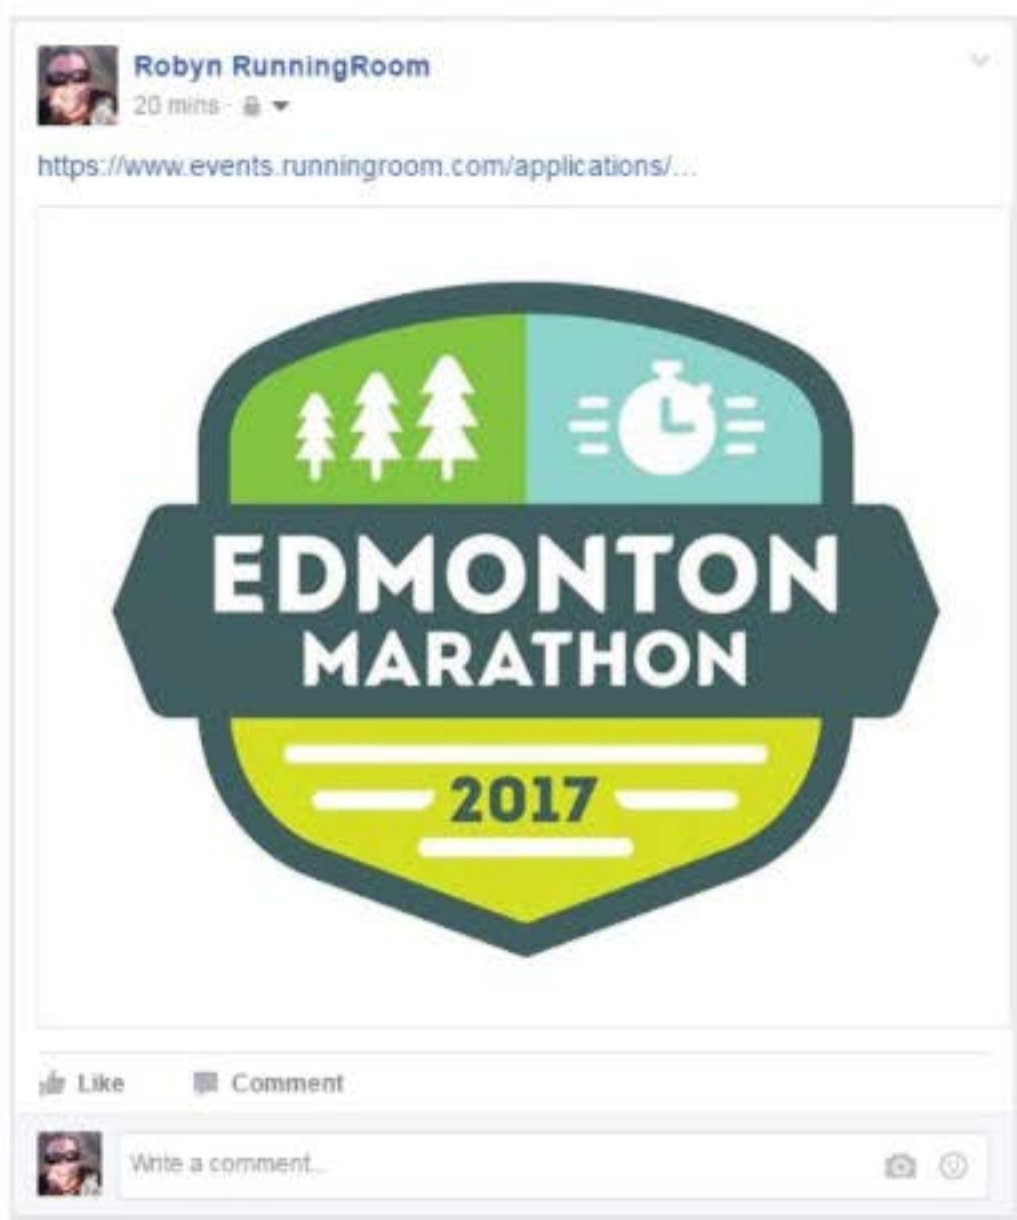 Robyn RunningRoom
20 mins ·
https://www.events.runningroom.com/applications/...
EDMONTON
MARATHON
2017
Like
Comment
Write a comment...